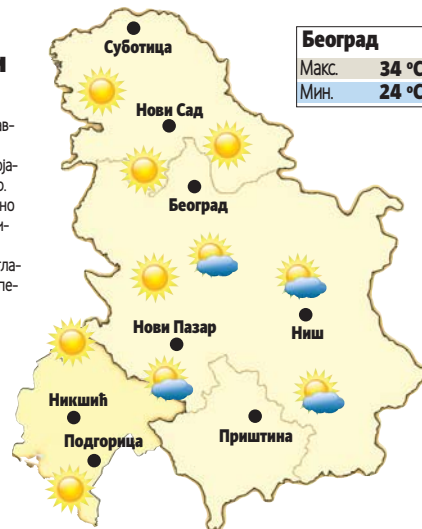 и
Суботица
Београд
Макс. 34 °C
Мин. 24 °C
Нови Сад
Београд
Нови Пазар
Ниш
Никшић
Подгорица
Приштина